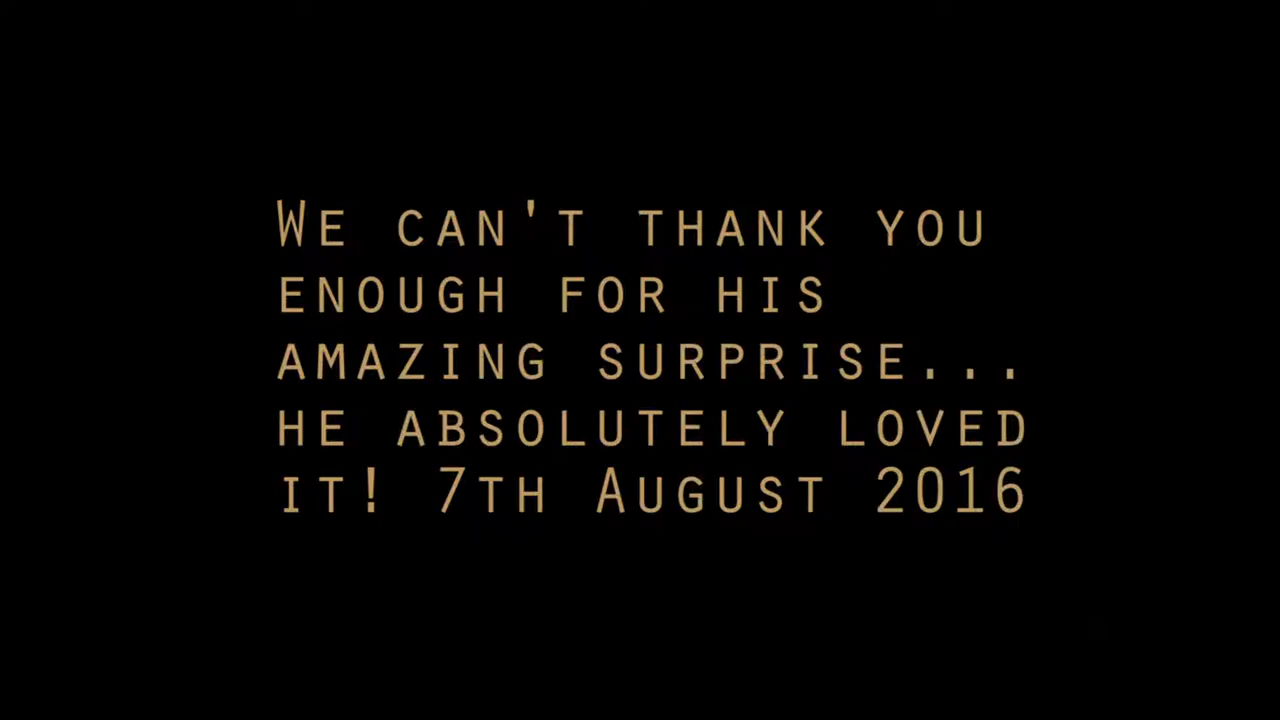 We can't thank you
enough for his
amazing surprise...
he absolutely loved
it! 7th August 2016